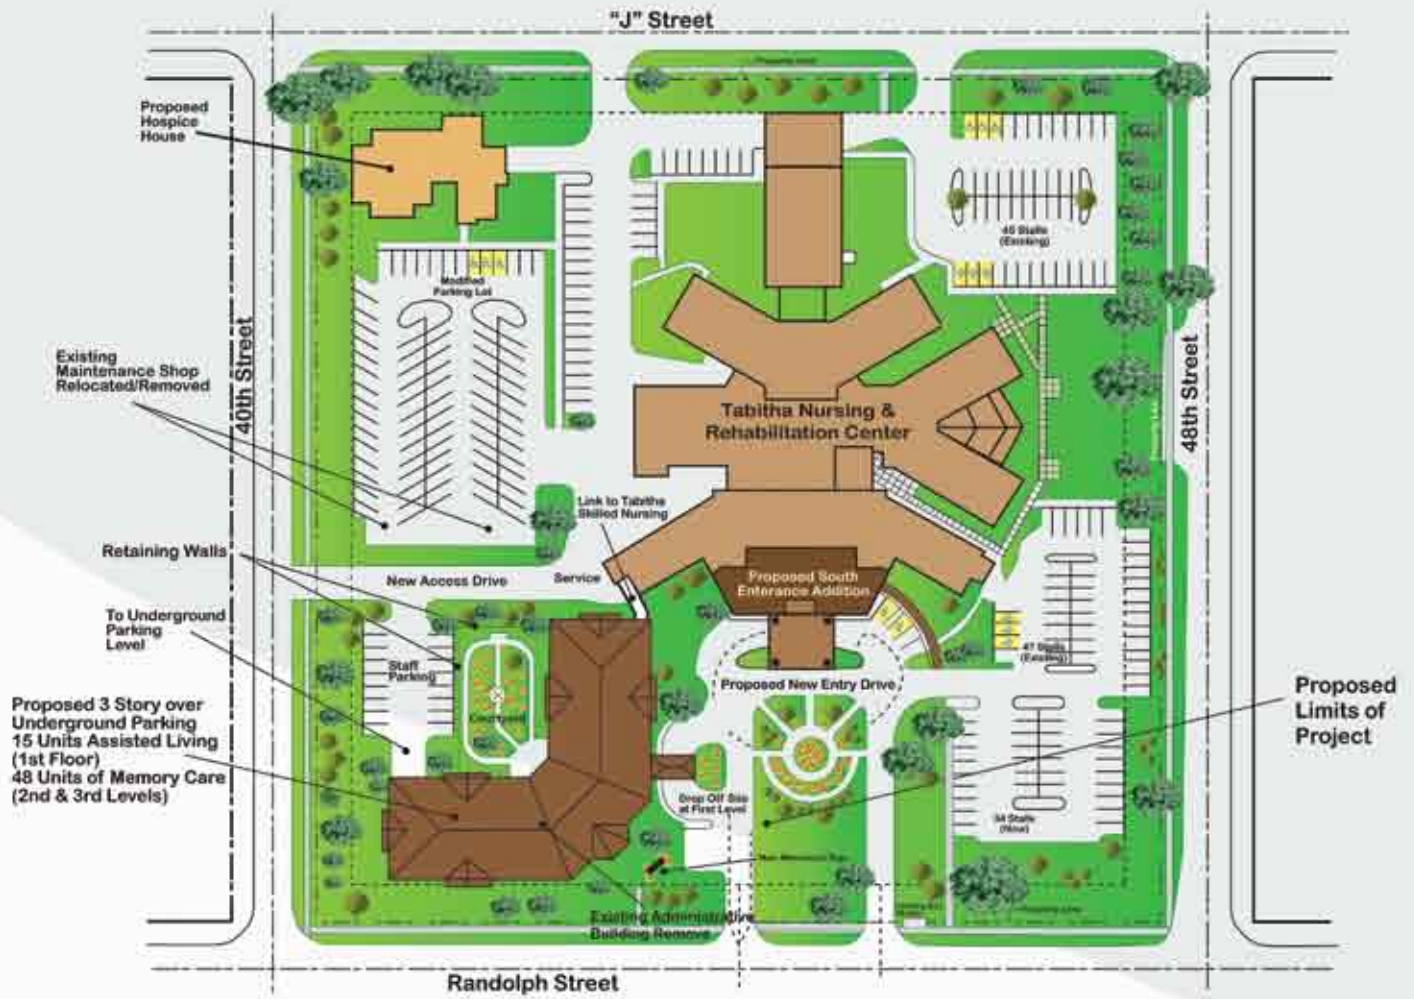 "J" Street
Property Line
Proposed
Hospice
House
45 Stalls
(Existing)
Modified
Parking Lot
40th Street
48th Street
Existing
Maintenance Shop
Relocated/Removed
Tabitha Nursing &
Rehabilitation Center
Link to Tabitha
Skilled Nursing
Retaining Walls
New Access Drive
Service
Proposed South
Enterance Addition
To Underground
Parking
Level
Staff
Parking
47 Stalls
(Existing)
Proposed New Entry Drive
Courtyard
Proposed 3 Story over
Underground Parking
15 Units Assisted Living
(1st Floor)
48 Units of Memory Care
(2nd & 3rd Levels)
Proposed
Limits of
Project
Drop Off
at First Level
34 Stalls
(New)
Existing Administrative
Building Remove
Randolph Street